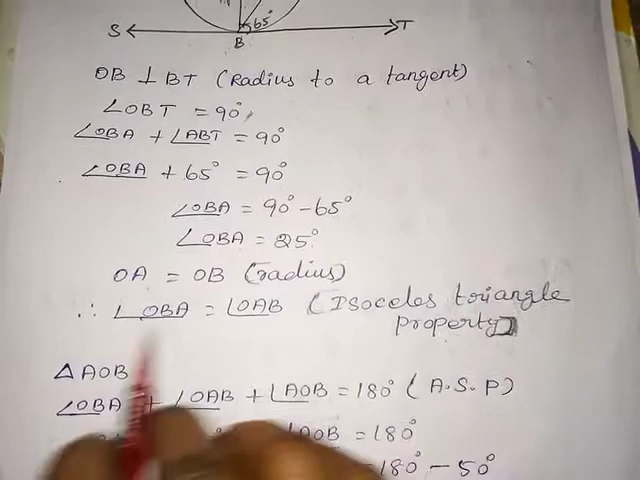 S 65° T
B
OB ⊥ BT (Radius to a tangent)
∠OBT = 90°,
∠OBA + ∠ABT = 90°
∠OBA + 65° = 90°
∠OBA = 90° - 65°
∠OBA = 25°
OA = OB (radius)
∴ ∠OBA = ∠OAB (Isoceles triangle
property)
△AOB
∠OBA + ∠OAB + ∠AOB = 180° (A.S.P)
∠AOB = 180°
= 180° - 50°